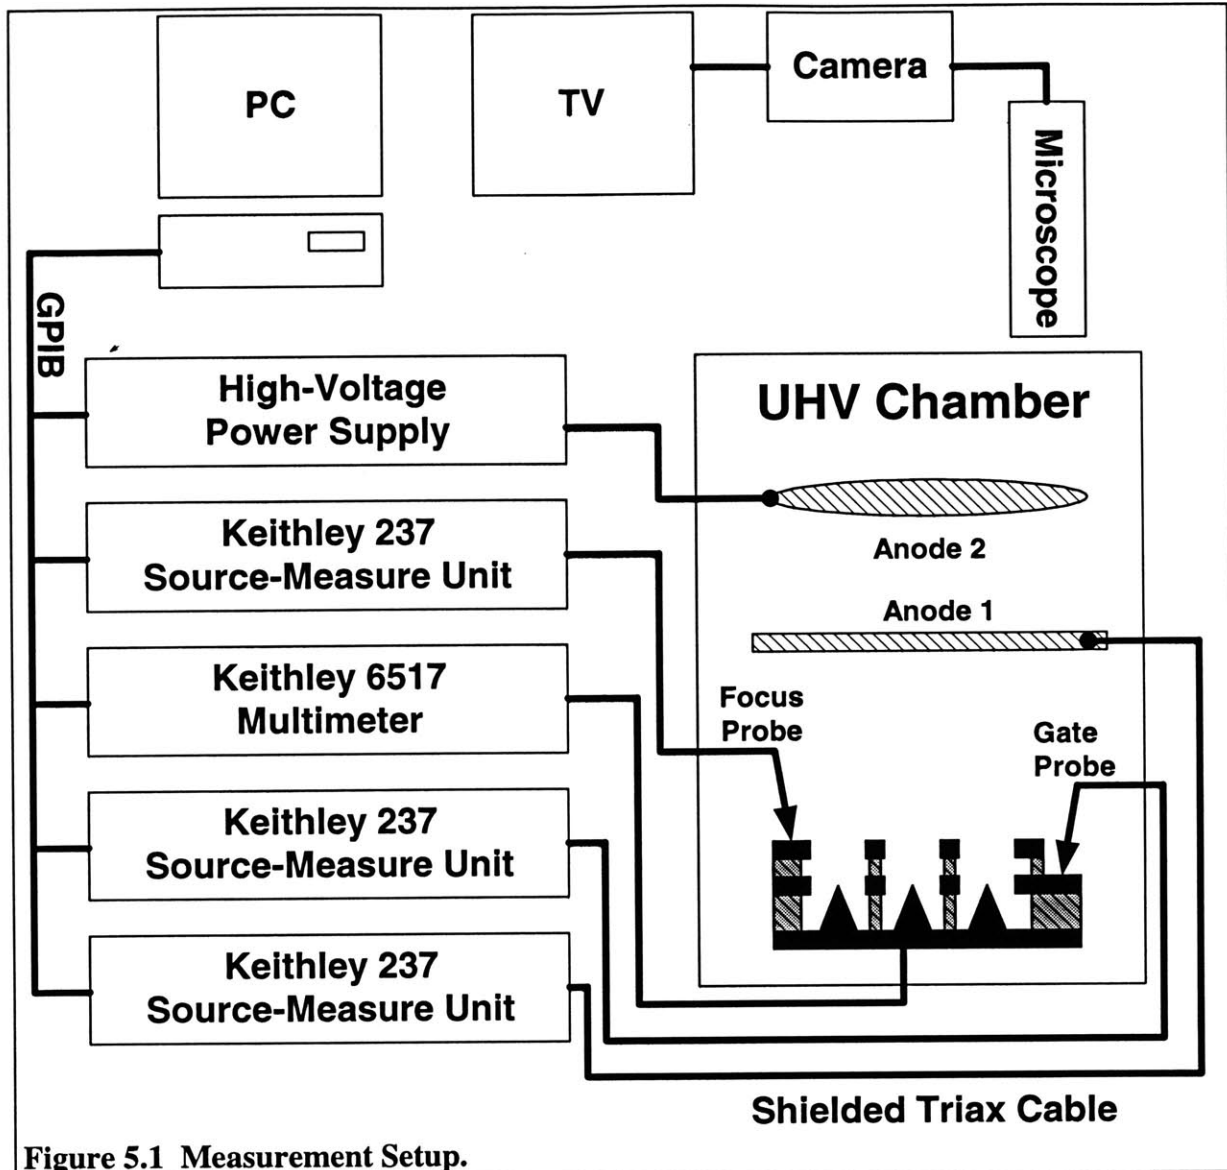 PC
TV
Camera
Microscope
GPIB
High-Voltage
Power Supply
UHV Chamber
Anode 2
Keithley 237
Source-Measure Unit
Anode 1
Keithley 6517
Multimeter
Focus
Probe
Gate
Probe
Keithley 237
Source-Measure Unit
Keithley 237
Source-Measure Unit
Shielded Triax Cable
Figure 5.1 Measurement Setup.